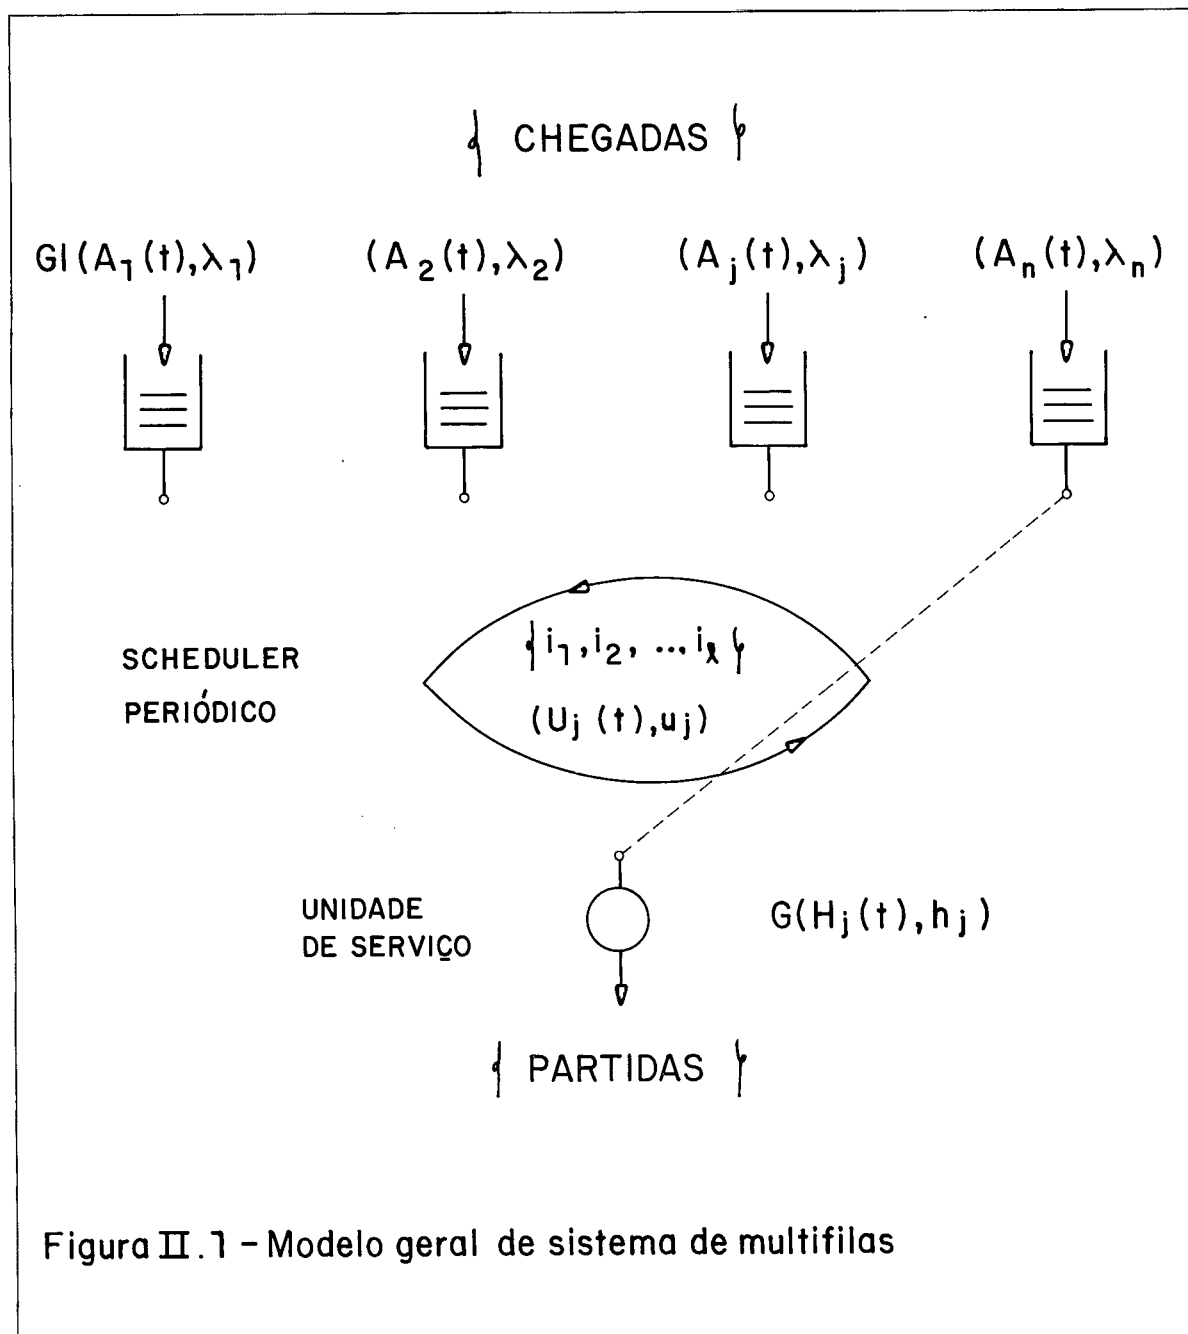 { CHEGADAS }
GI(A₁(t),λ₁) (A₂(t),λ₂) (Aⱼ(t),λⱼ) (Aₙ(t),λₙ)
{i₁,i₂, ...iℓ}
SCHEDULER
PERIÓDICO
(Uⱼ(t),uⱼ)
UNIDADE
DE SERVIÇO
G(Hⱼ(t),hⱼ)
{ PARTIDAS }
Figura II.1 – Modelo geral de sistema de multifilas